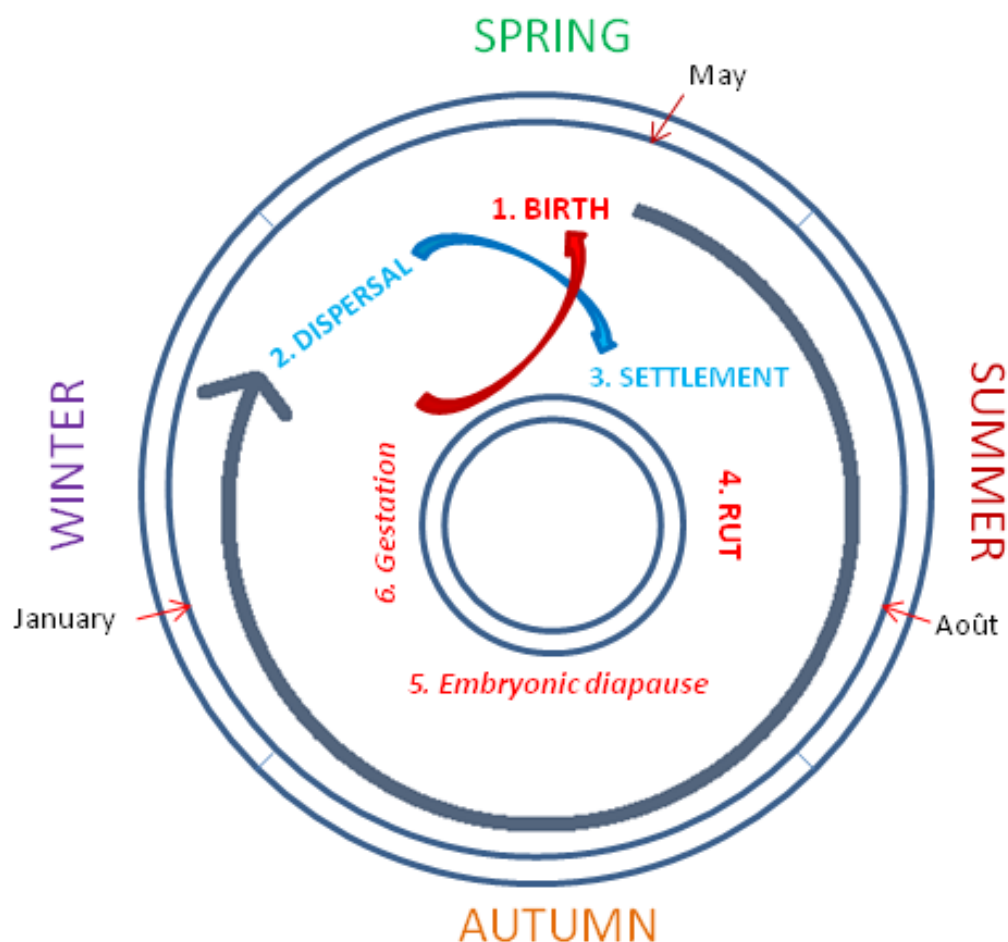 SPRING
May
1. BIRTH
2. DISPERSAL
3. SETTLEMENT
WINTER
SUMMER
4. RUT
6. Gestation
January
Août
5. Embryonic diapause
AUTUMN